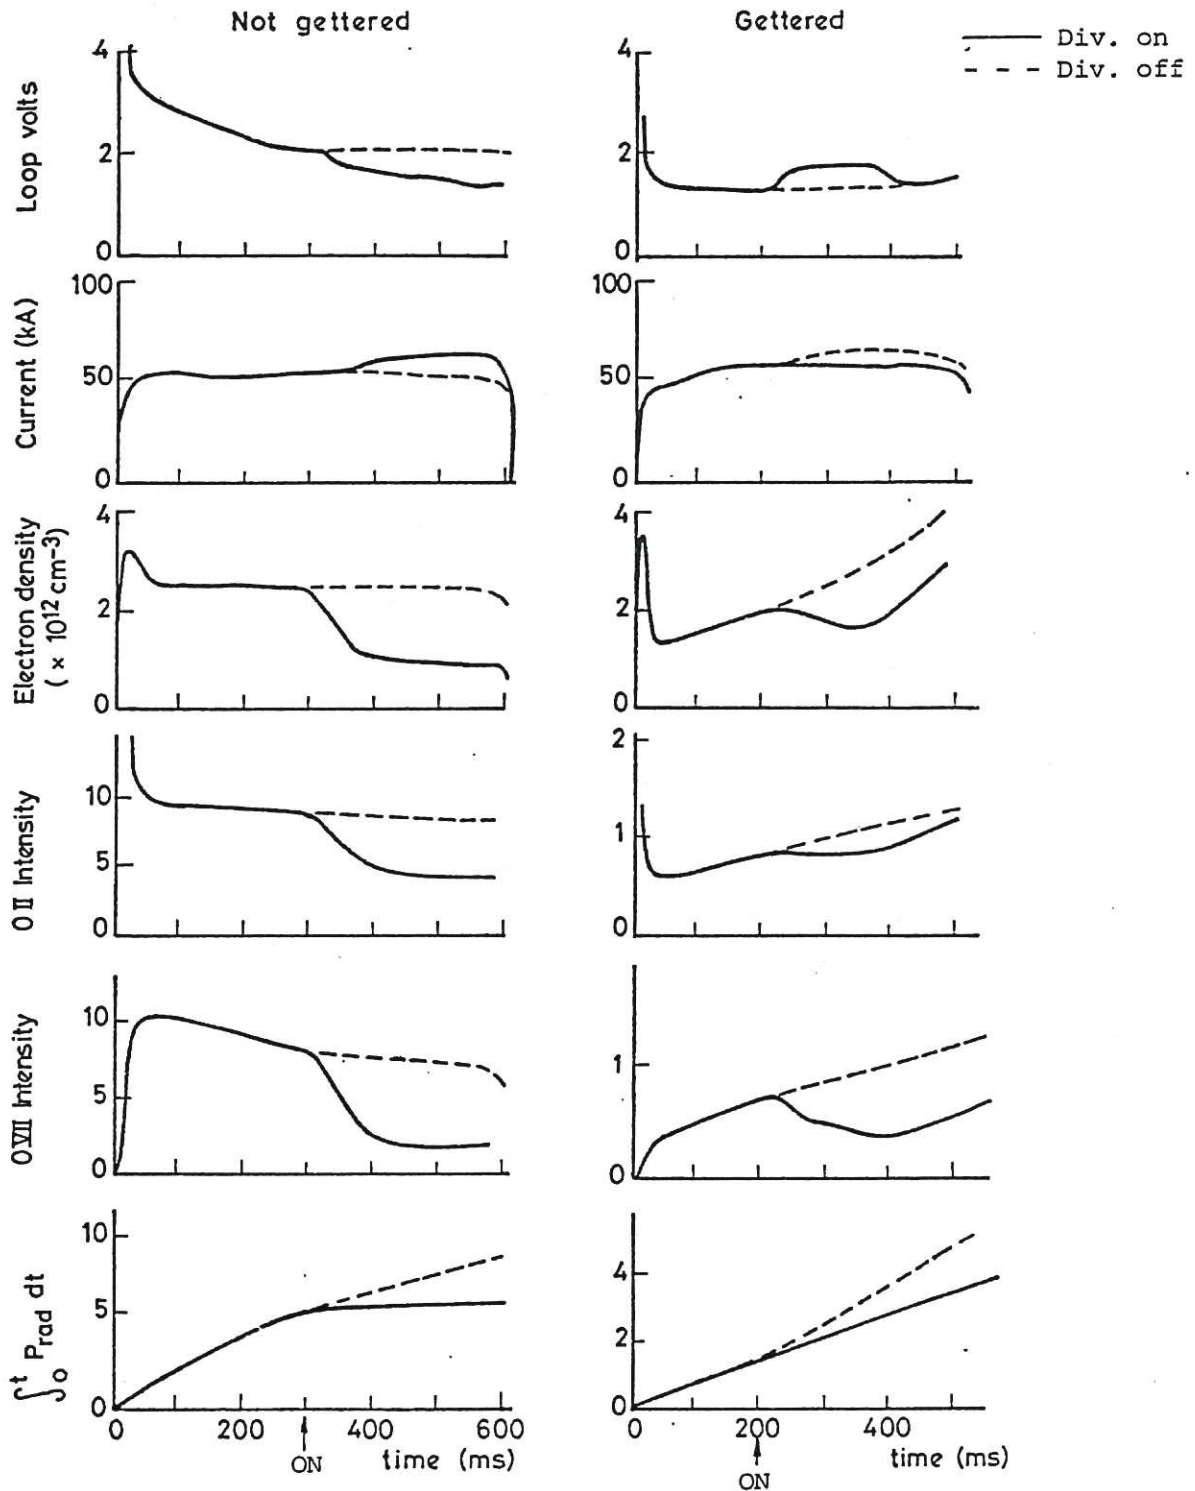 Not gettered
Gettered
Div. on
Div. off
Loop volts
4
2
0
4
2
0
Current (kA)
100
50
0
100
50
0
Electron density
( × 10¹² cm⁻³)
4
2
0
4
2
0
O II Intensity
10
5
0
2
1
0
O VII Intensity
10
5
0
1
0
∫₀ᵗ Prad dt
10
5
0
4
2
0
0 200 400 600
time (ms)
ON
0 200 400
time (ms)
ON